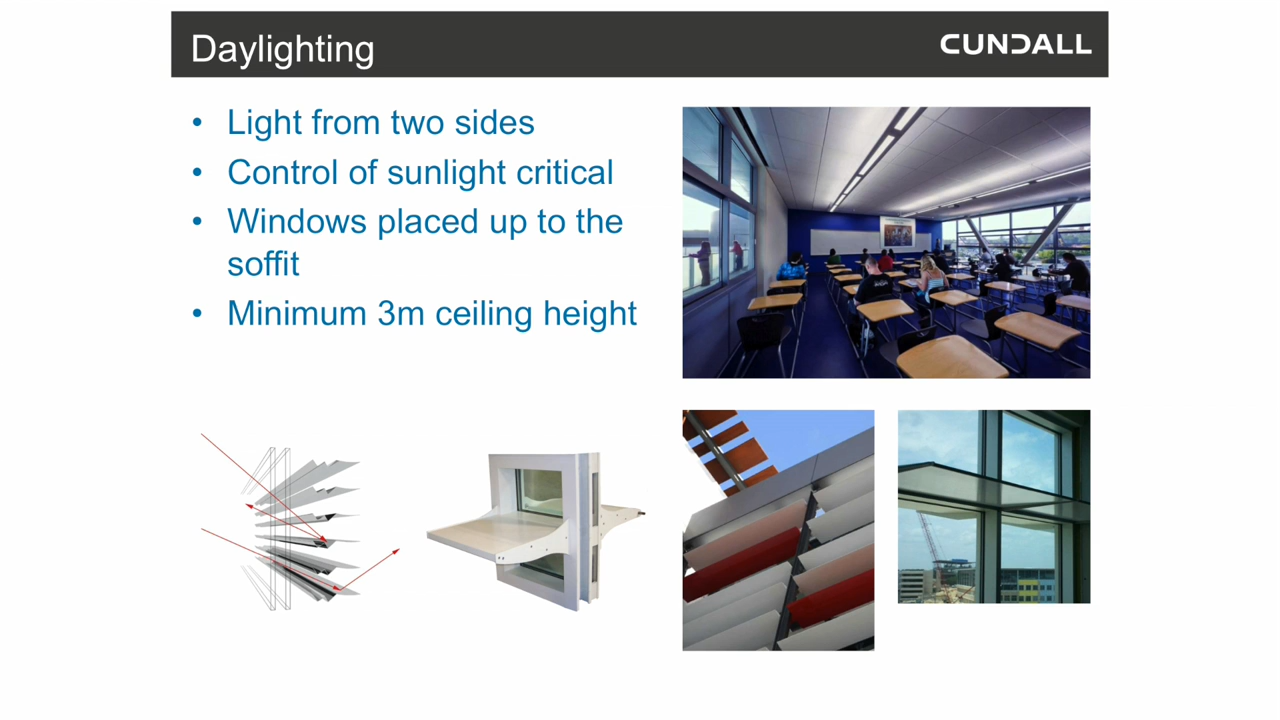 Daylighting
CUNDALL
• Light from two sides
• Control of sunlight critical
• Windows placed up to the
soffit
• Minimum 3m ceiling height